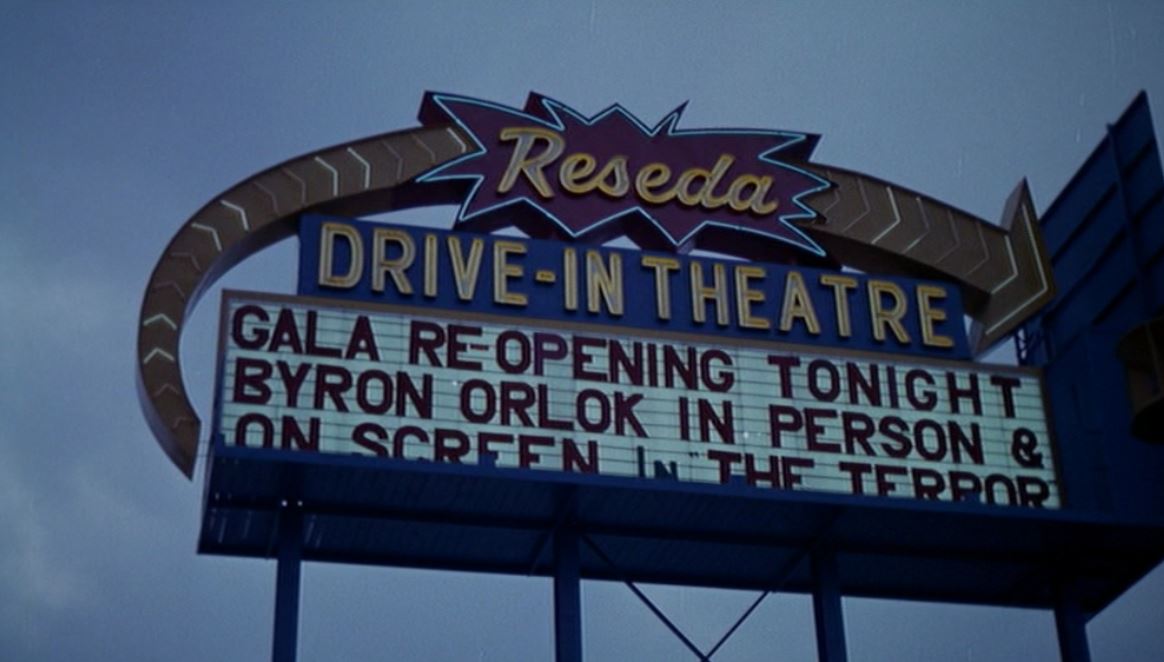 Reseda
DRIVE-IN THEATRE
GALA RE-OPENING TONIGHT
BYRON ORLOK IN PERSON &
ON SCREEN IN "THE TERROR